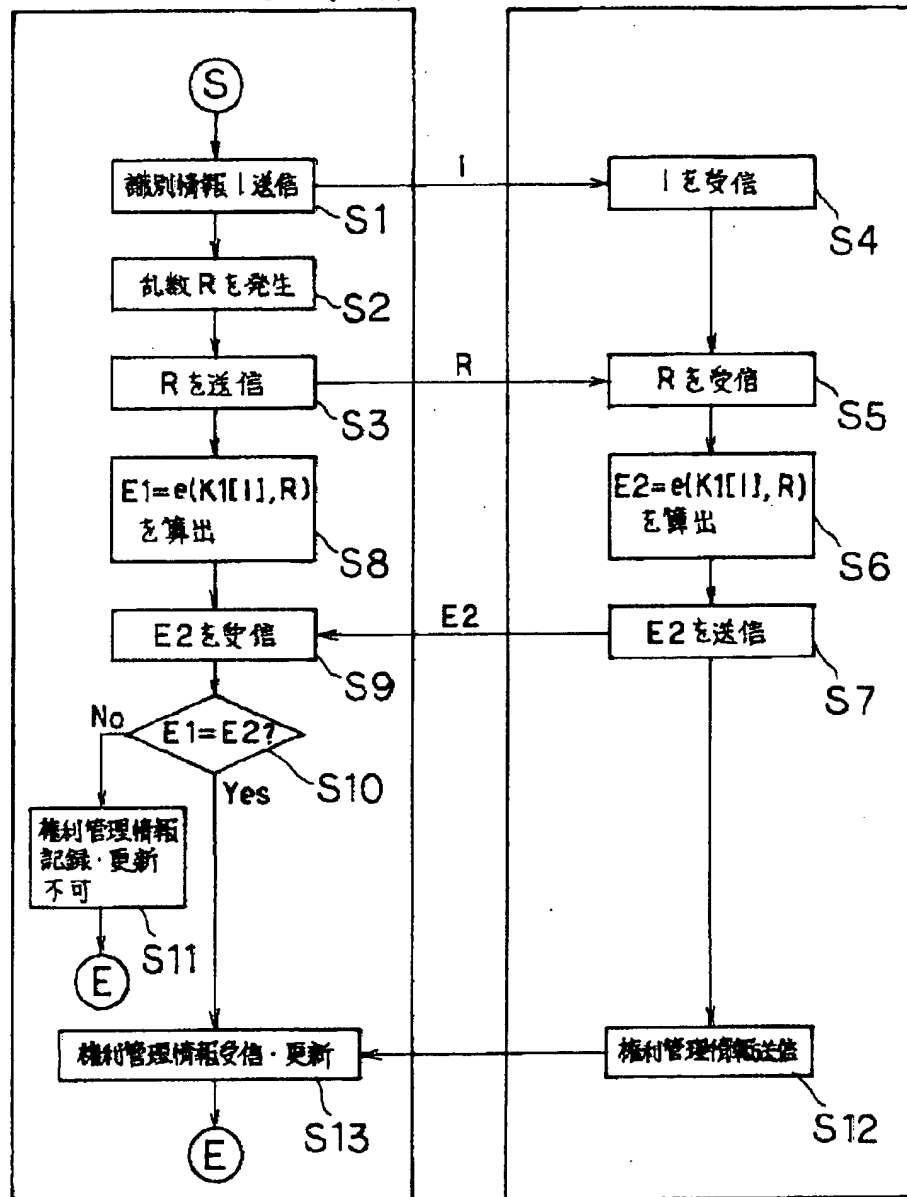 S
識別情報I送信
S1
I
Iを受信
S4
乱数Rを発生
S2
Rを送信
S3
R
Rを受信
S5
E1=e(K1[I],R)
を算出
S8
E2=e(K1[I],R)
を算出
S6
E2を受信
S9
E2
E2を送信
S7
E1=E2?
S10
No
Yes
権利管理情報
記録・更新
不可
S11
E
権利管理情報受信・更新
S13
権利管理情報送信
S12
E